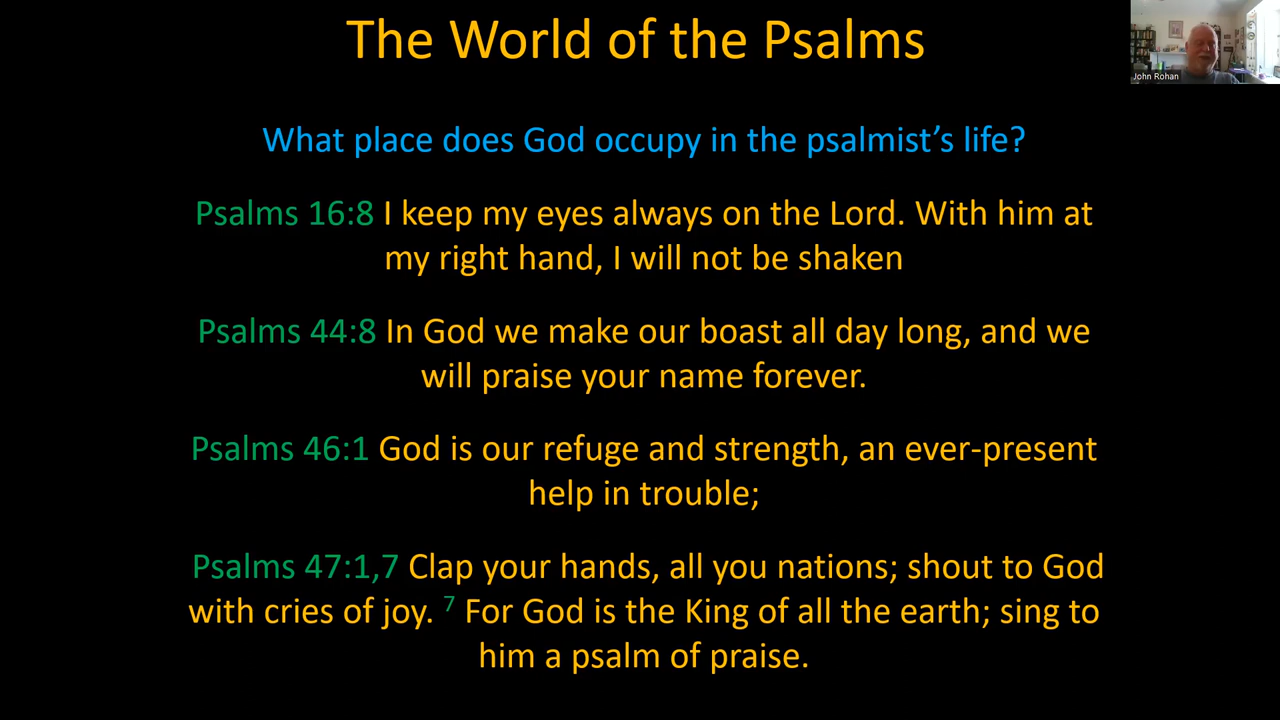 The World of the Psalms
John Rohan
What place does God occupy in the psalmist’s life?
Psalms 16:8 I keep my eyes always on the Lord. With him at
my right hand, I will not be shaken
Psalms 44:8 In God we make our boast all day long, and we
will praise your name forever.
Psalms 46:1 God is our refuge and strength, an ever-present
help in trouble;
Psalms 47:1,7 Clap your hands, all you nations; shout to God
with cries of joy. 7 For God is the King of all the earth; sing to
him a psalm of praise.